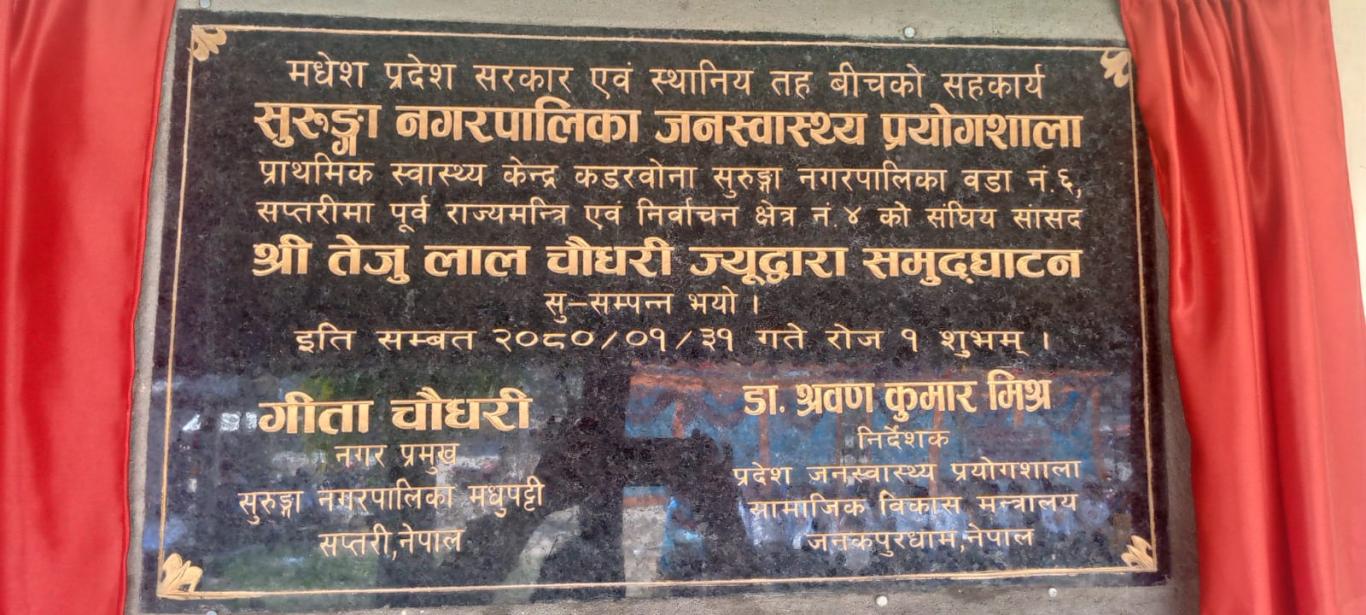 मधेश प्रदेश सरकार एवं स्थानिय तह बीचको सहकार्य
सुरुङ्गा नगरपालिका जनस्वास्थ्य प्रयोगशाला
प्राथमिक स्वास्थ्य केन्द्र कडरवोना सुरुङ्गा नगरपालिका वडा नं.६,
सप्तरीमा पूर्व राज्यमन्त्रि एवं निर्वाचन क्षेत्र नं ४ को संघिय सांसद
श्री तेजु लाल चौधरी ज्यूद्वारा समुद्घाटन
सु-सम्पन्न भयो ।
इति सम्बत २०८०/०१/३१ गते रोज १ शुभम् ।
गीता चौधरी
नगर प्रमुख
सुरुङ्गा नगरपालिका मधुपट्टी
सप्तरी,नेपाल
डा. श्रवण कुमार मिश्र
निर्देशक
प्रदेश जनस्वास्थ्य प्रयोगशाला
सामाजिक विकास मन्त्रालय
जनकपुरधाम,नेपाल